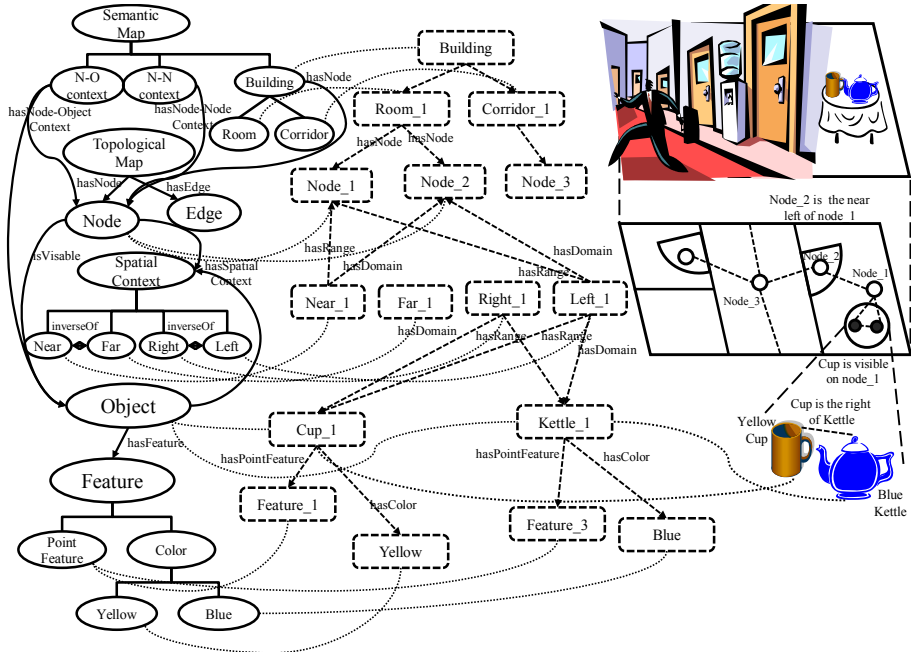 Semantic
Map
N-O
context
N-N
context
Building
hasNode
hasNode-Object
Context
hasNode-Node
Context
Room
Corridor
Topological
Map
hasNode
hasEdge
Node
Edge
isVisable
Spatial
Context
hasSpatial
Context
inverseOf
inverseOf
Near
Far
Right
Left
Object
hasFeature
Feature
Point
Feature
Color
Yellow
Blue
Building
Room_1
Corridor_1
hasNode
hasNode
Node_1
Node_2
Node_3
hasRange
hasDomain
hasDomain
hasRange
Near_1
Far_1
Right_1
Left_1
hasDomain
hasRange
hasRange
hasDomain
Cup_1
Kettle_1
hasPointFeature
hasColor
hasPointFeature
hasColor
Feature_1
Yellow
Feature_3
Blue
Node_2 is the near
left of node_1
Node_2
Node_1
Node_3
Cup is visible
on node_1
Cup is the right
of Kettle
Yellow
Cup
Blue
Kettle